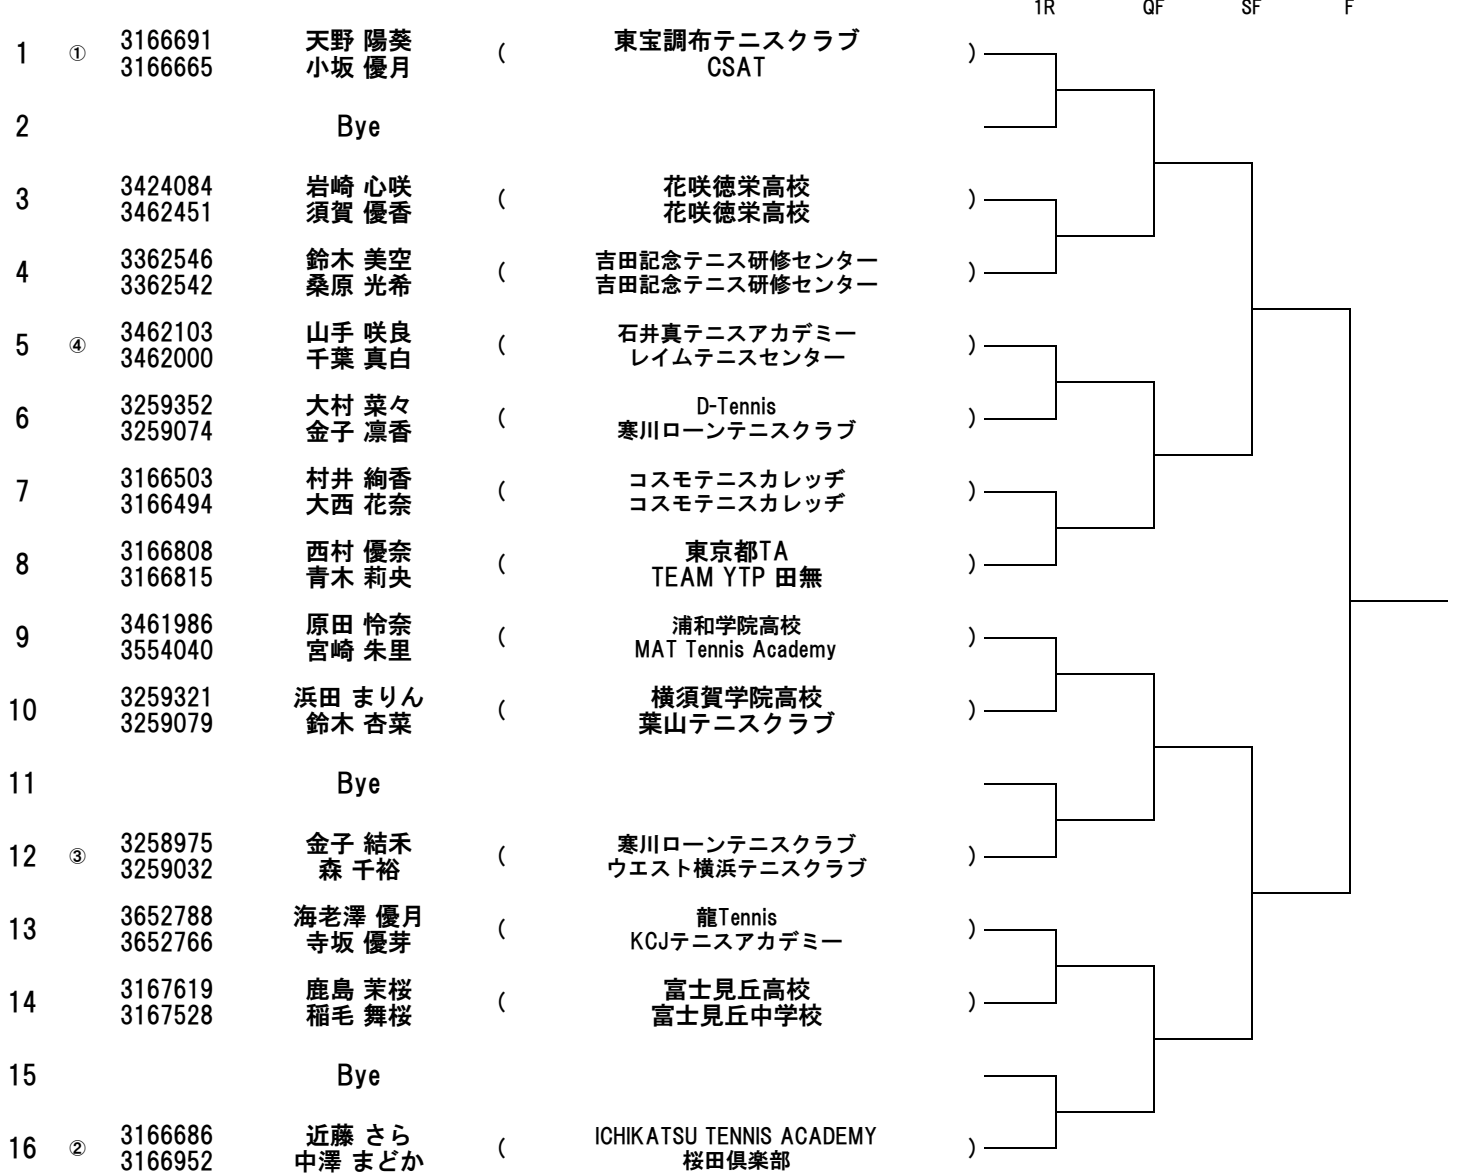 1R QF SF F
1 ① 3166691 天野 陽葵 ( 東宝調布テニスクラブ )
3166665 小坂 優月 CSAT
2 Bye
3 3424084 岩崎 心咲 ( 花咲徳栄高校 )
3462451 須賀 優香 花咲徳栄高校
4 3362546 鈴木 美空 ( 吉田記念テニス研修センター )
3362542 桑原 光希 吉田記念テニス研修センター
5 ④ 3462103 山手 咲良 ( 石井真テニスアカデミー )
3462000 千葉 真白 レイムテニスセンター
6 3259352 大村 菜々 ( D-Tennis )
3259074 金子 凛香 寒川ローンテニスクラブ
7 3166503 村井 絢香 ( コスモテニスカレッヂ )
3166494 大西 花奈 コスモテニスカレッヂ
8 3166808 西村 優奈 ( 東京都TA )
3166815 青木 莉央 TEAM YTP 田無
9 3461986 原田 怜奈 ( 浦和学院高校 )
3554040 宮崎 朱里 MAT Tennis Academy
10 3259321 浜田 まりん ( 横須賀学院高校 )
3259079 鈴木 杏菜 葉山テニスクラブ
11 Bye
12 ③ 3258975 金子 結禾 ( 寒川ローンテニスクラブ )
3259032 森 千裕 ウエスト横浜テニスクラブ
13 3652788 海老澤 優月 ( 龍Tennis )
3652766 寺坂 優芽 KCJテニスアカデミー
14 3167619 鹿島 茉桜 ( 富士見丘高校 )
3167528 稲毛 舞桜 富士見丘中学校
15 Bye
16 ② 3166686 近藤 さら ( ICHIKATSU TENNIS ACADEMY )
3166952 中澤 まどか 桜田倶楽部